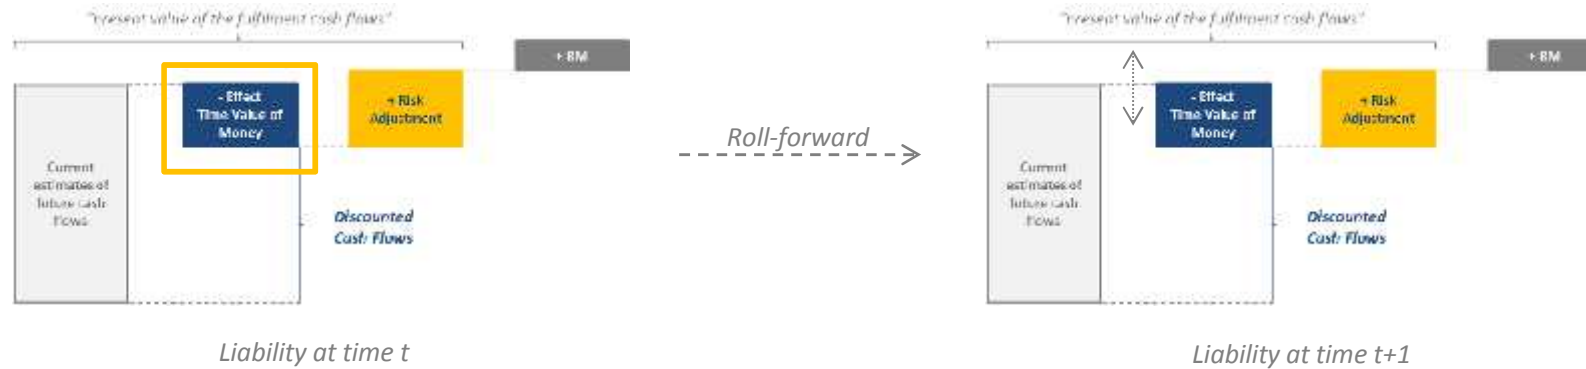 "present value of the fulfilment cash flows"
+ RM
- Effect
Time Value of
Money
+ Risk
Adjustment
Current
estimates of
future cash
flows
Discounted
Cash Flows
Liability at time t
Roll-forward
"present value of the fulfilment cash flows"
+ RM
- Effect
Time Value of
Money
+ Risk
Adjustment
Current
estimates of
future cash
flows
Discounted
Cash Flows
Liability at time t+1